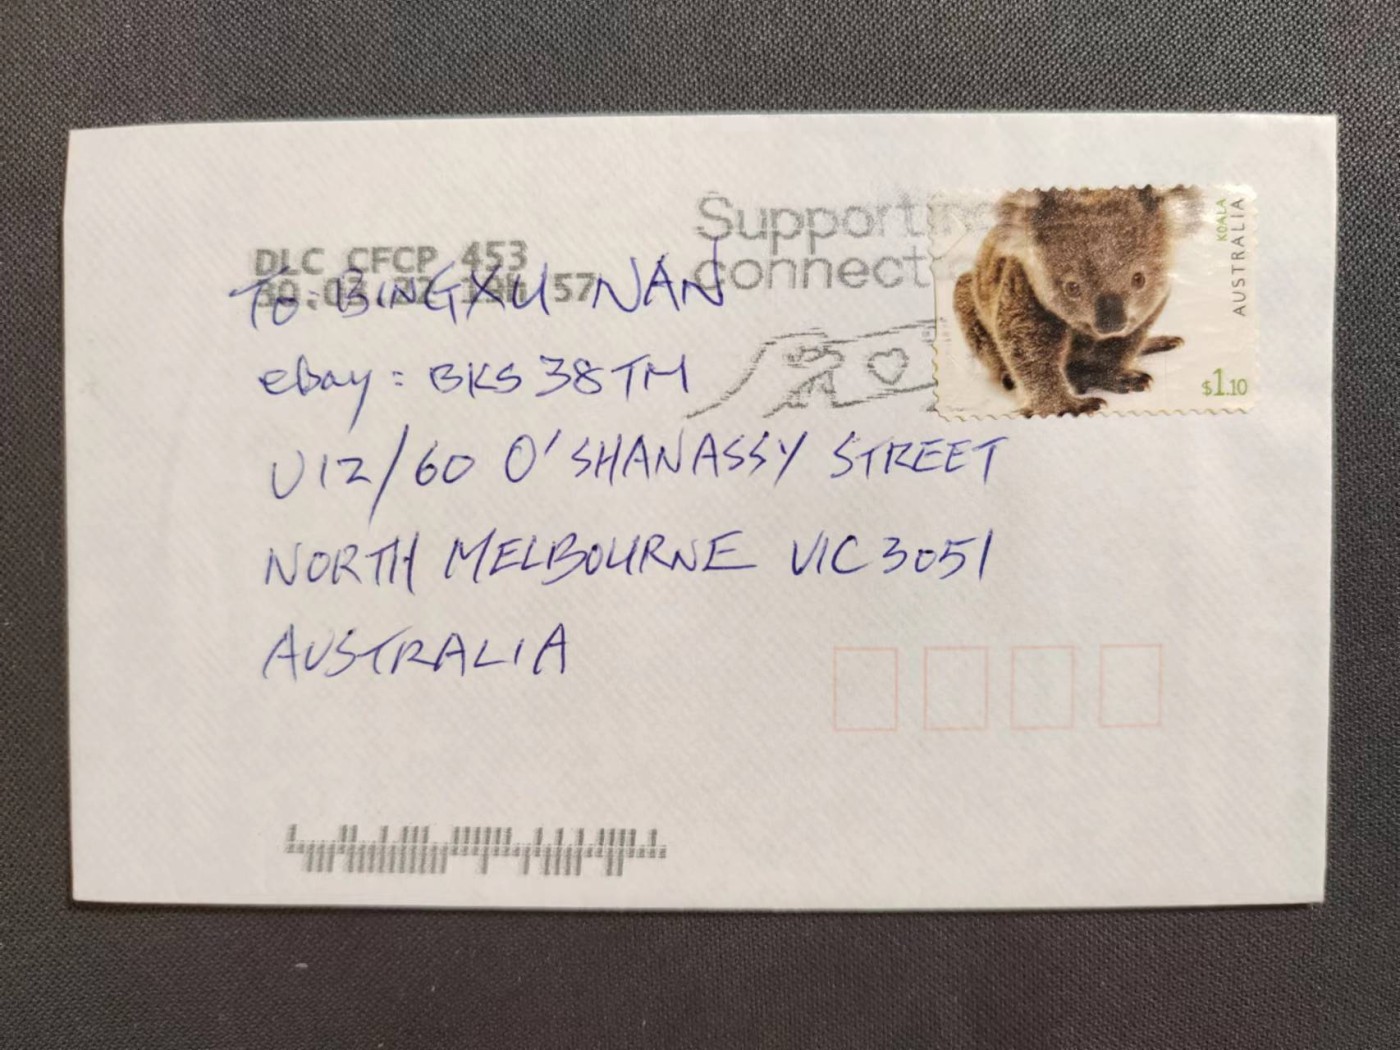 Supporting
connect
DLC CFCP 453
KOALA
AUSTRALIA
$1.10
To: BINGXU NAN
ebay: BKS38TM
U12/60 O'SHANASSY STREET
NORTH MELBOURNE VIC 3051
AUSTRALIA